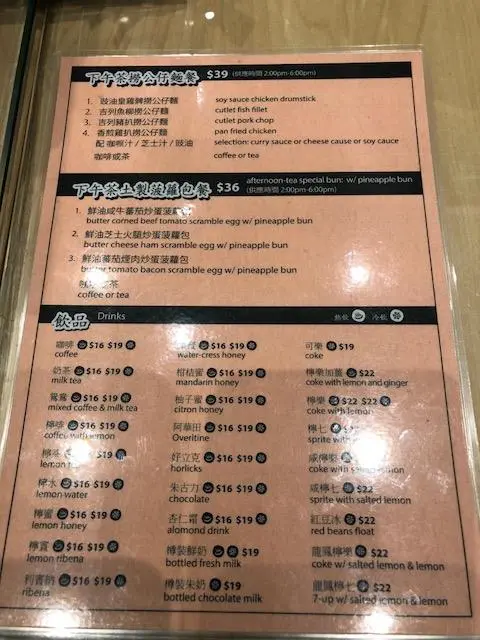 下午茶撈公仔麵餐 $39 (供應時間 2:00pm-6:00pm)
1. 豉油皇雞髀撈公仔麵 soy sauce chicken drumstick
2. 吉列魚柳撈公仔麵 cutlet fish fillet
3. 吉列豬扒撈公仔麵 cutlet pork chop
4. 香煎雞扒撈公仔麵 pan fried chicken
配 咖喱汁 / 芝士汁 / 豉油 selection: curry sauce or cheese cause or soy cauce
咖啡或茶 coffee or tea
下午茶土製菠蘿包餐 $36 afternoon-tea special bun: w/ pineapple bun
(供應時間 2:00pm-6:00pm)
1. 鮮油咸牛蕃茄炒蛋菠蘿包
butter corned beef tomato scramble egg w/ pineapple bun
2. 鮮油芝士火腿炒蛋菠蘿包
butter cheese ham scramble egg w/ pineapple bun
3. 鮮油蕃茄煙肉炒蛋菠蘿包
butter tomato bacon scramble egg w/ pineapple bun
咖啡或茶
coffee or tea
飲品 Drinks 熱飲 冷飲
咖啡 $16 $19
coffee
奶茶 $16 $19
milk tea
鴛鴦 $16 $19
mixed coffee & milk tea
檸啡 $16 $19
coffee with lemon
檸茶 $16 $19
lemon tea
檸水 $16 $19
lemon water
檸蜜 $16 $19
lemon honey
檸賓 $16 $19
lemon ribena
利賓納 $16 $19
ribena
$16 $19
water-cress honey
柑桔蜜 $16 $19
mandarin honey
柚子蜜 $16 $19
citron honey
阿華田 $16 $19
Overitine
好立克 $16 $19
horlicks
朱古力 $16 $19
chocolate
杏仁霜 $16 $19
alomond drink
樽裝鮮奶 $19
bottled fresh milk
樽裝朱奶 $19
bottled chocolate milk
可樂 $19
coke
檸樂加薑 $22
coke with lemon and ginger
檸樂 $22 $22
coke with lemon
檸七 $22
sprite with
咸檸樂 $22
coke with salted lemon
咸檸七 $22
sprite with salted lemon
紅豆冰 $22
red beans float
龍鳳檸樂 $22
coke w/ salted lemon & lemon
龍鳳檸七 $22
7-up w/ salted lemon & lemon